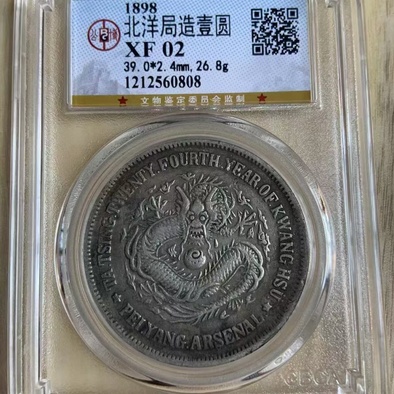 1898
北洋局造壹圆
XF 02
39.0*2.4mm,26.8g
1212560808
★ 文物鉴定委员会监制 ★
TA TSING. TWENTY. FOURTH. YEAR OF. KWANG HSU
PEI YANG. ARSENAL.